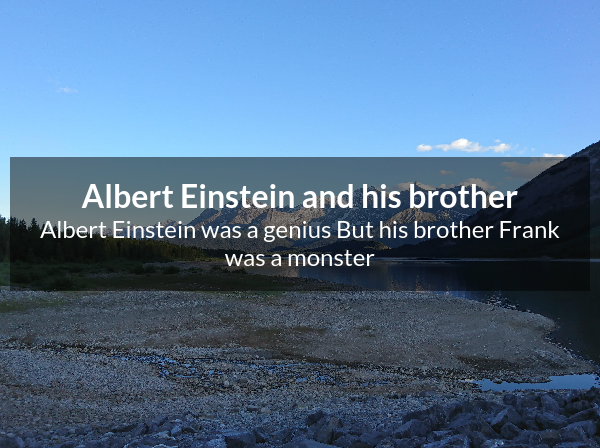 Albert Einstein and his brother
Albert Einstein was a genius But his brother Frank
was a monster